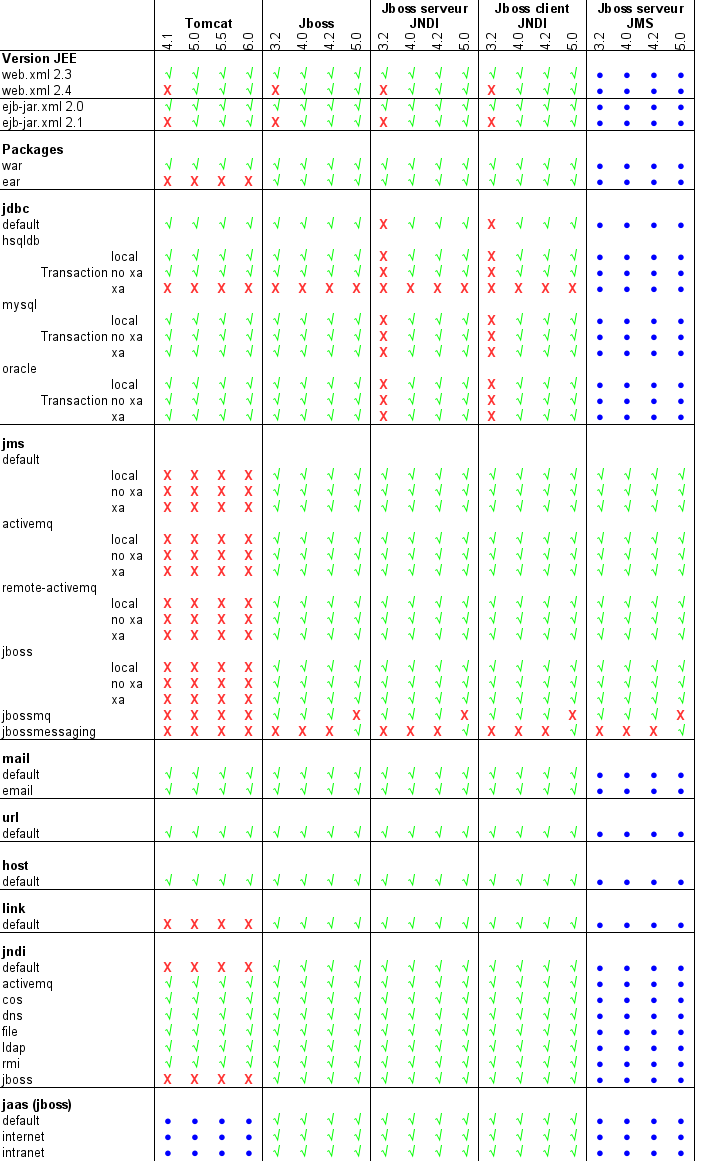 Tomcat Jboss Jboss serveur JNDI Jboss client JNDI Jboss serveur JMS
4.1 5.0 5.5 6.0 3.2 4.0 4.2 5.0 3.2 4.0 4.2 5.0 3.2 4.0 4.2 5.0 3.2 4.0 4.2 5.0
Version JEE
web.xml 2.3 √ √ √ √ √ √ √ √ √ √ √ √ √ √ √ √ ● ● ● ●
web.xml 2.4 X √ √ √ X √ √ √ X √ √ √ X √ √ √ ● ● ● ●
ejb-jar.xml 2.0 √ √ √ √ √ √ √ √ √ √ √ √ √ √ √ √ ● ● ● ●
ejb-jar.xml 2.1 X √ √ √ X √ √ √ X √ √ √ X √ √ √ ● ● ● ●
Packages
war √ √ √ √ √ √ √ √ √ √ √ √ √ √ √ √ ● ● ● ●
ear X X X X √ √ √ √ √ √ √ √ √ √ √ √ ● ● ● ●
jdbc
default √ √ √ √ √ √ √ √ X √ √ √ X √ √ √ ● ● ● ●
hsqldb
local √ √ √ √ √ √ √ √ X √ √ √ X √ √ √ ● ● ● ●
Transaction no xa √ √ √ √ √ √ √ √ X √ √ √ X √ √ √ ● ● ● ●
xa X X X X X X X X X X X X X X X X ● ● ● ●
mysql
local √ √ √ √ √ √ √ √ X √ √ √ X √ √ √ ● ● ● ●
Transaction no xa √ √ √ √ √ √ √ √ X √ √ √ X √ √ √ ● ● ● ●
xa √ √ √ √ √ √ √ √ X √ √ √ X √ √ √ ● ● ● ●
oracle
local √ √ √ √ √ √ √ √ X √ √ √ X √ √ √ ● ● ● ●
Transaction no xa √ √ √ √ √ √ √ √ X √ √ √ X √ √ √ ● ● ● ●
xa √ √ √ √ √ √ √ √ X √ √ √ X √ √ √ ● ● ● ●
jms
default
local X X X X √ √ √ √ √ √ √ √ √ √ √ √ √ √ √ √
no xa X X X X √ √ √ √ √ √ √ √ √ √ √ √ √ √ √ √
xa X X X X √ √ √ √ √ √ √ √ √ √ √ √ √ √ √ √
activemq
local X X X X √ √ √ √ √ √ √ √ √ √ √ √ √ √ √ √
no xa X X X X √ √ √ √ √ √ √ √ √ √ √ √ √ √ √ √
xa X X X X √ √ √ √ √ √ √ √ √ √ √ √ √ √ √ √
remote-activemq
local X X X X √ √ √ √ √ √ √ √ √ √ √ √ √ √ √ √
no xa X X X X √ √ √ √ √ √ √ √ √ √ √ √ √ √ √ √
xa X X X X √ √ √ √ √ √ √ √ √ √ √ √ √ √ √ √
jboss
local X X X X √ √ √ √ √ √ √ √ √ √ √ √ √ √ √ √
no xa X X X X √ √ √ √ √ √ √ √ √ √ √ √ √ √ √ √
xa X X X X √ √ √ √ √ √ √ √ √ √ √ √ √ √ √ √
jbossmq X X X X √ √ √ X √ √ √ X √ √ √ X √ √ √ X
jbossmessaging X X X X X X X √ X X X √ X X X √ X X X √
mail
default √ √ √ √ √ √ √ √ √ √ √ √ √ √ √ √ ● ● ● ●
email √ √ √ √ √ √ √ √ √ √ √ √ √ √ √ √ ● ● ● ●
url
default √ √ √ √ √ √ √ √ √ √ √ √ √ √ √ √ ● ● ● ●
host
default √ √ √ √ √ √ √ √ √ √ √ √ √ √ √ √ ● ● ● ●
link
default X X X X √ √ √ √ √ √ √ √ √ √ √ √ ● ● ● ●
jndi
default X X X X √ √ √ √ √ √ √ √ √ √ √ √ ● ● ● ●
activemq √ √ √ √ √ √ √ √ √ √ √ √ √ √ √ √ ● ● ● ●
cos √ √ √ √ √ √ √ √ √ √ √ √ √ √ √ √ ● ● ● ●
dns √ √ √ √ √ √ √ √ √ √ √ √ √ √ √ √ ● ● ● ●
file √ √ √ √ √ √ √ √ √ √ √ √ √ √ √ √ ● ● ● ●
ldap √ √ √ √ √ √ √ √ √ √ √ √ √ √ √ √ ● ● ● ●
rmi √ √ √ √ √ √ √ √ √ √ √ √ √ √ √ √ ● ● ● ●
jboss X X X X √ √ √ √ √ √ √ √ √ √ √ √ ● ● ● ●
jaas (jboss)
default ● ● ● ● √ √ √ √ √ √ √ √ √ √ √ √ ● ● ● ●
internet ● ● ● ● √ √ √ √ √ √ √ √ √ √ √ √ ● ● ● ●
intranet ● ● ● ● √ √ √ √ √ √ √ √ √ √ √ √ ● ● ● ●